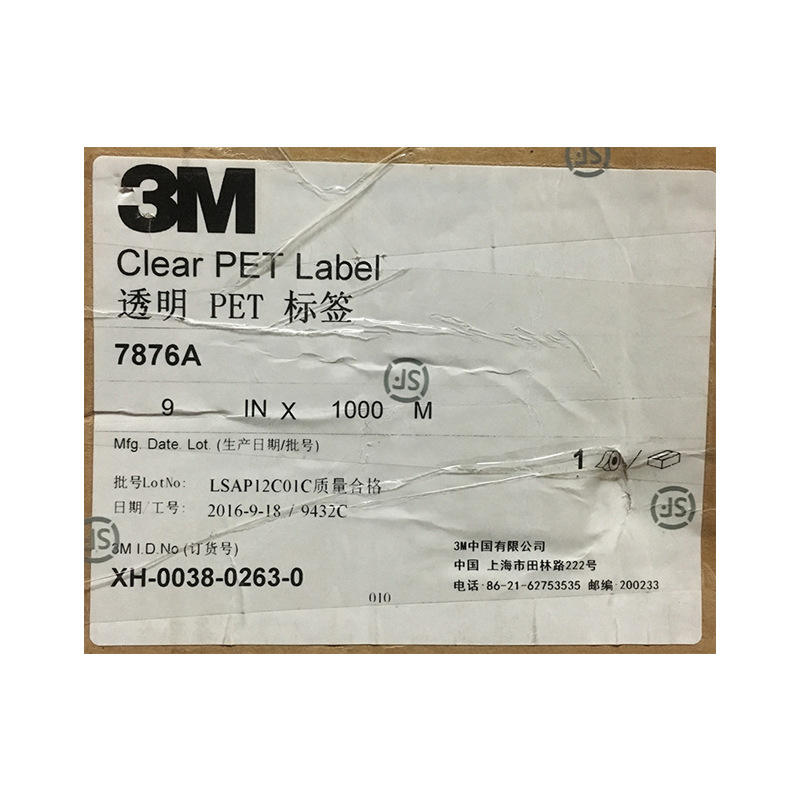 JS
3M
Clear PET Label
透明 PET 标签
7876A
JS
9 IN X 1000 M
Mfg. Date. Lot. (生产日期/批号)
1 /
批号LotNo: LSAP12C01C质量合格
日期/工号: 2016-9-18 / 9432C
JS
JS
3M I.D.No (订货号)
XH-0038-0263-0
010
3M中国有限公司
中国 上海市田林路222号
电话·86-21-62753535 邮编·200233